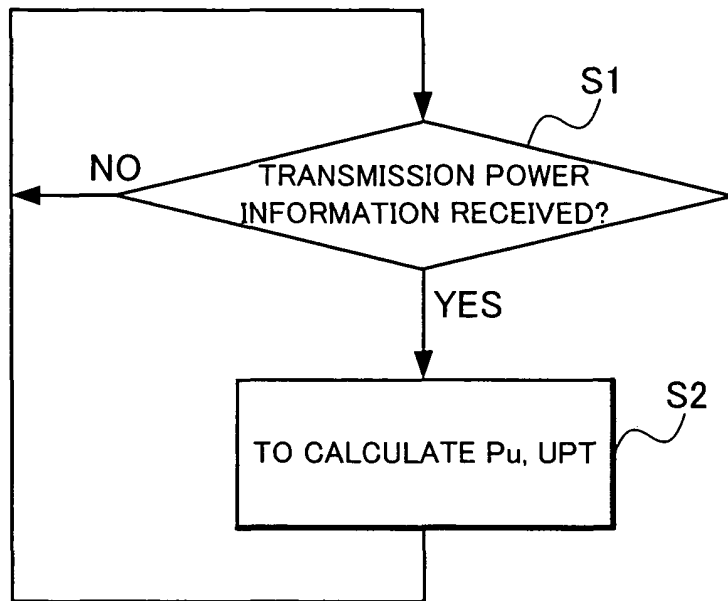 S1
TRANSMISSION POWER
INFORMATION RECEIVED?
NO
YES
S2
TO CALCULATE Pu, UPT